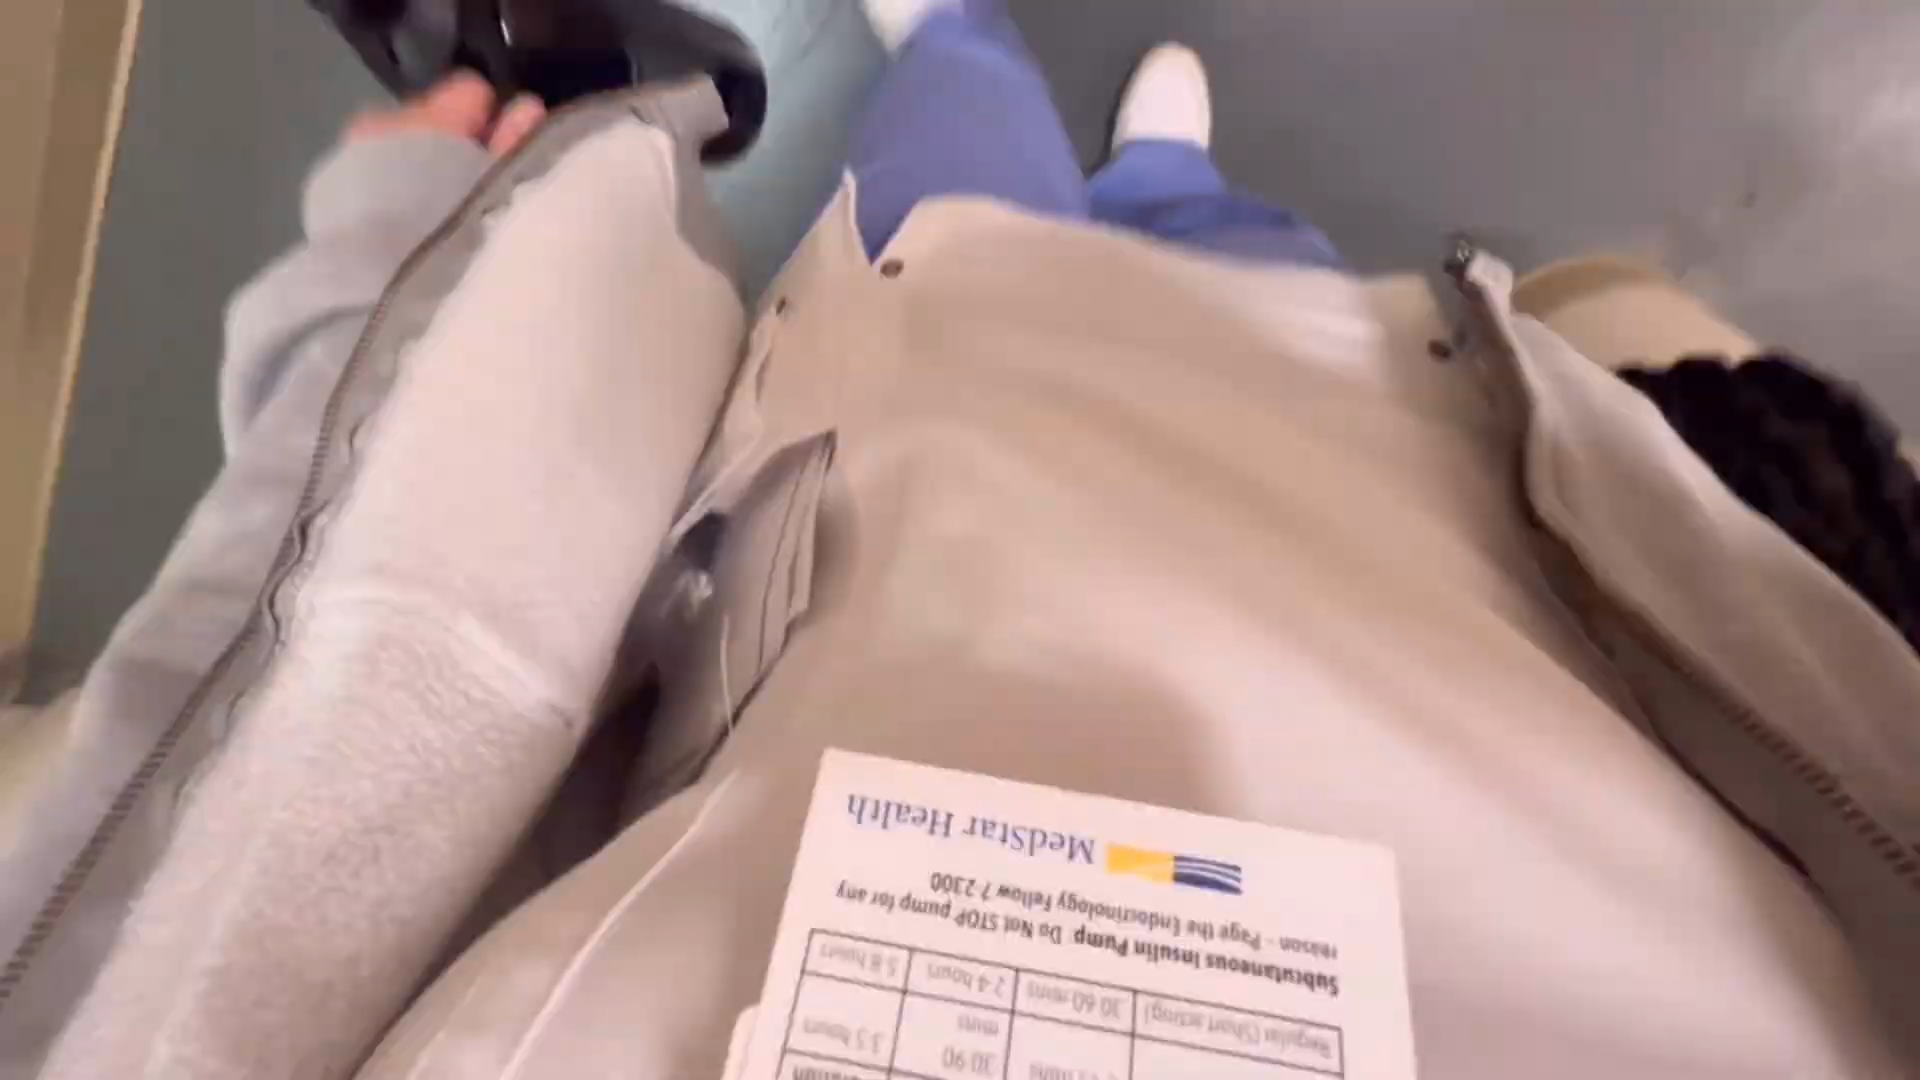 30-90 mins 3-5 hours
Regular (Short acting) 30-60 mins 2-4 hours 5-8 hours
Subcutaneous Insulin Pump. Do Not STOP pump for any
reason - Page the Endocrinology Fellow 7-2300
MedStar Health